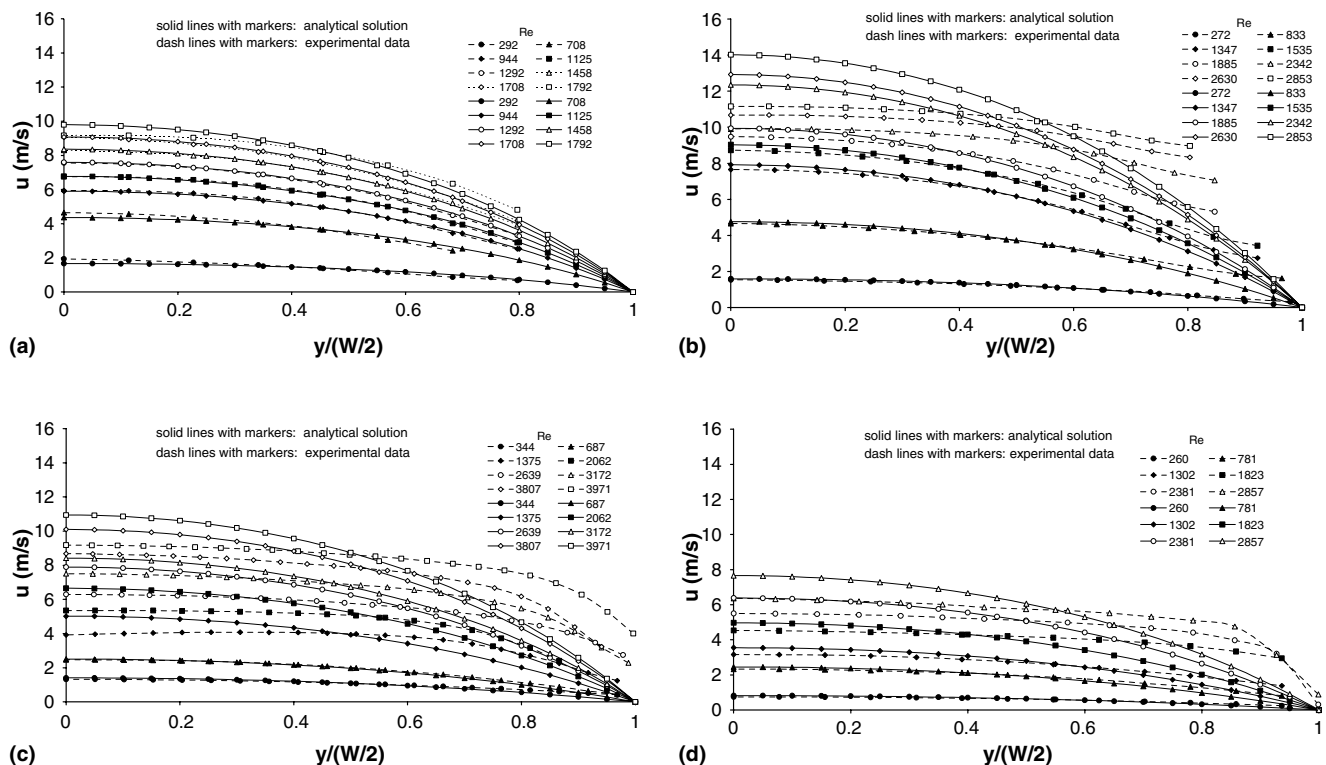 16
14
12
10
8
6
4
2
0
u (m/s)
solid lines with markers: analytical solution
dash lines with markers: experimental data
Re
292 708
944 1125
1292 1458
1708 1792
292 708
944 1125
1292 1458
1708 1792
0 0.2 0.4 0.6 0.8 1
(a) y/(W/2)
16
14
12
10
8
6
4
2
0
u (m/s)
solid lines with markers: analytical solution
dash lines with markers: experimental data
Re
272 833
1347 1535
1885 2342
2630 2853
272 833
1347 1535
1885 2342
2630 2853
0 0.2 0.4 0.6 0.8 1
(b) y/(W/2)
16
14
12
10
8
6
4
2
0
u (m/s)
solid lines with markers: analytical solution
dash lines with markers: experimental data
Re
344 687
1375 2062
2639 3172
3807 3971
344 687
1375 2062
2639 3172
3807 3971
0 0.2 0.4 0.6 0.8 1
(c) y/(W/2)
16
14
12
10
8
6
4
2
0
u (m/s)
solid lines with markers: analytical solution
dash lines with markers: experimental data
Re
260 781
1302 1823
2381 2857
260 781
1302 1823
2381 2857
0 0.2 0.4 0.6 0.8 1
(d) y/(W/2)